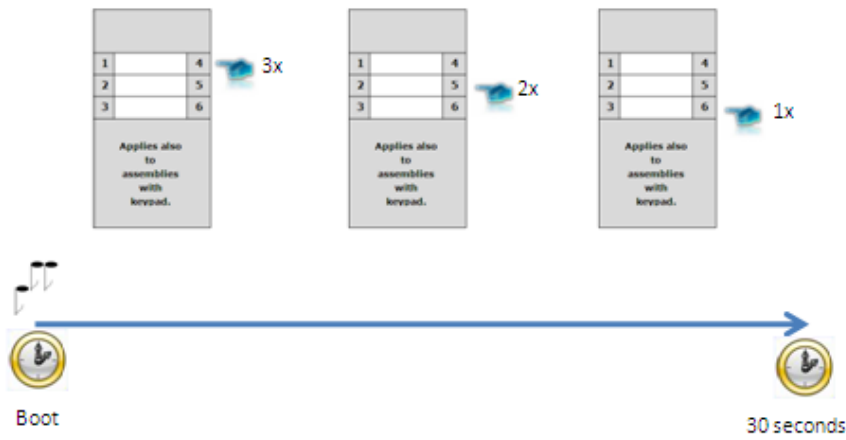 1 4
2 5
3 6
Applies also
to
assemblies
with
keypad.
3x
1 4
2 5
3 6
Applies also
to
assemblies
with
keypad.
2x
1 4
2 5
3 6
Applies also
to
assemblies
with
keypad.
1x
Boot
30 seconds